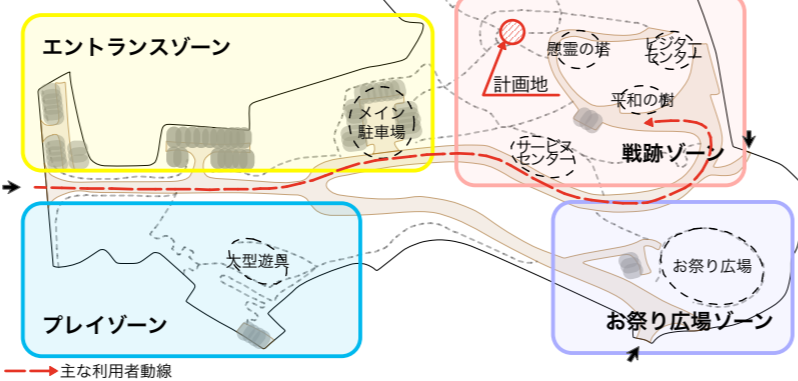 エントランスゾーン
慰霊の塔
ビジター
センター
計画地
平和の樹
メイン
駐車場
サービス
センター
戦跡ゾーン
大型遊具
お祭り広場
プレイゾーン
お祭り広場ゾーン
主な利用者動線